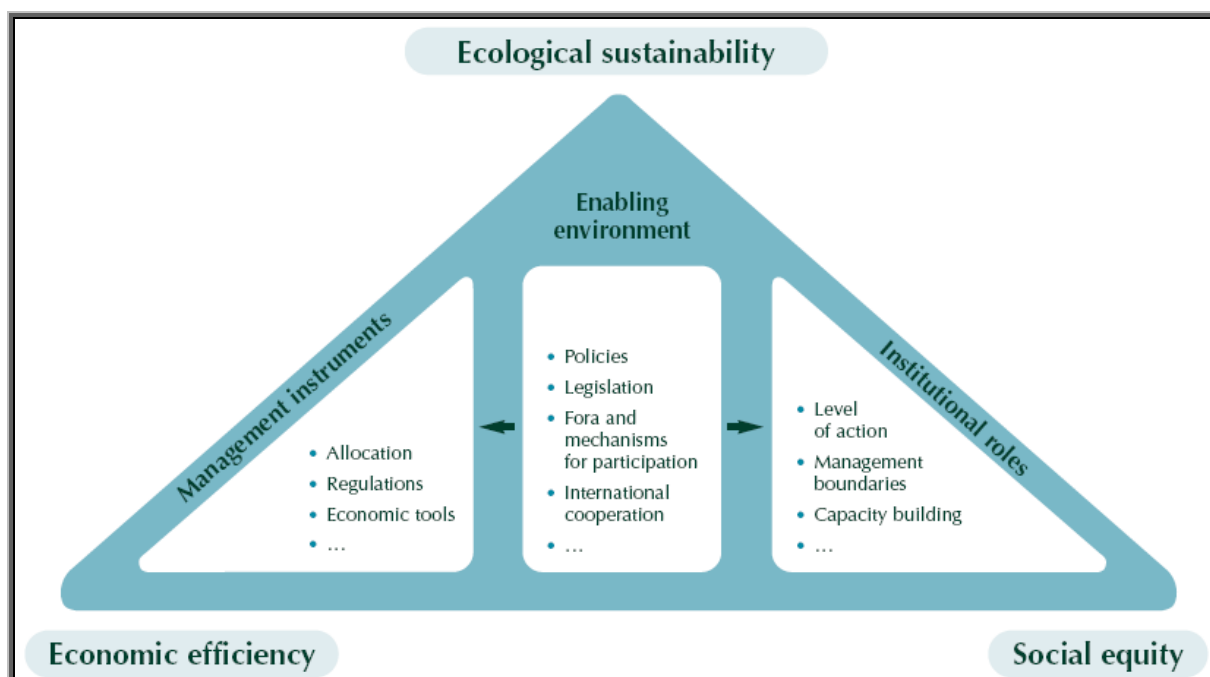 Ecological sustainability
Enabling
environment
Management instruments
• Allocation
• Regulations
• Economic tools
• ...
• Policies
• Legislation
• Fora and
mechanisms
for participation
• International
cooperation
• ...
Institutional roles
• Level
of action
• Management
boundaries
• Capacity building
• ...
Economic efficiency
Social equity